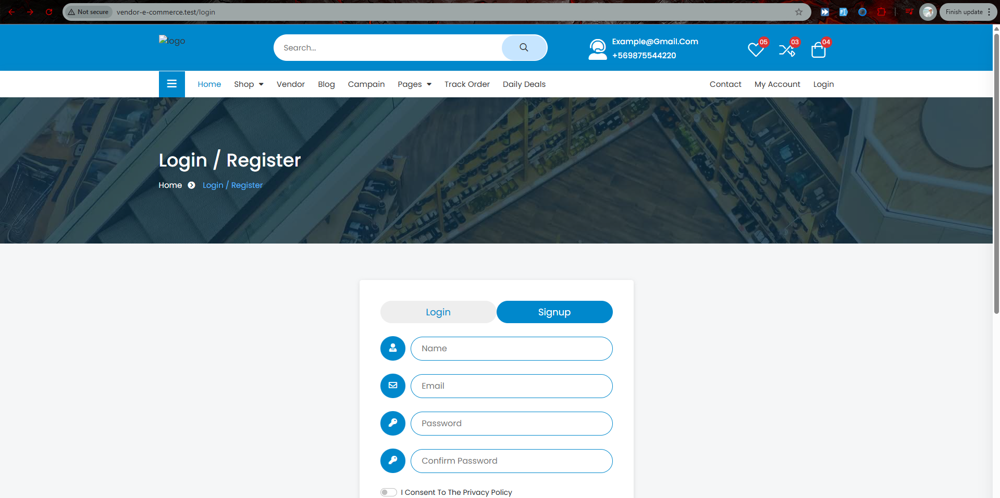 Not secure
vendor-e-commerce.test/login
Finish update
logo
Search...
Example@Gmail.Com
+569875544220
05
03
04
Home
Shop
Vendor
Blog
Campain
Pages
Track Order
Daily Deals
Contact
My Account
Login
Login / Register
Home
Login / Register
Login
Signup
Name
Email
Password
Confirm Password
I Consent To The Privacy Policy